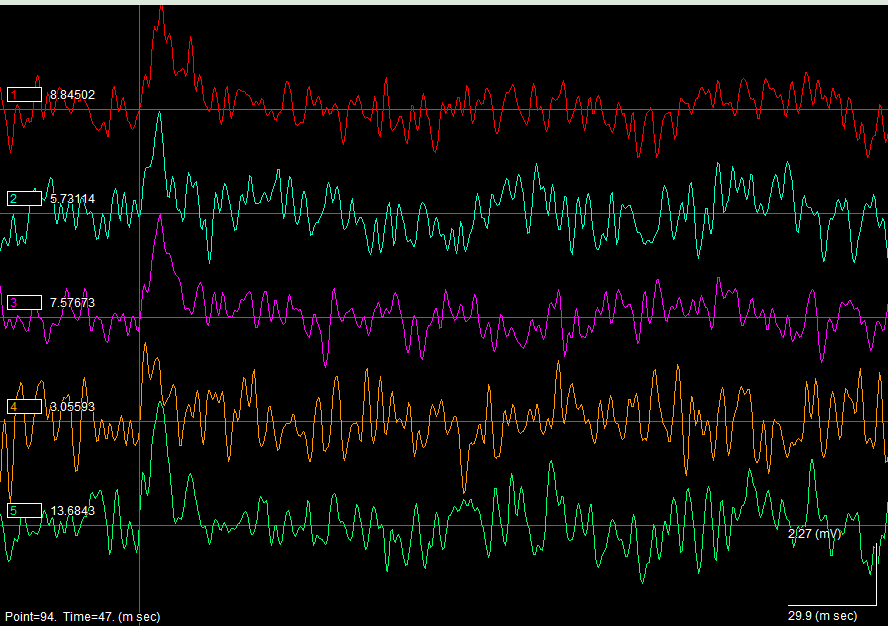 1 8.84502
2 5.73114
3 7.57673
4 3.05593
5 13.6843
2.27 (mV)
Point=94. Time=47. (m sec)
29.9 (m sec)